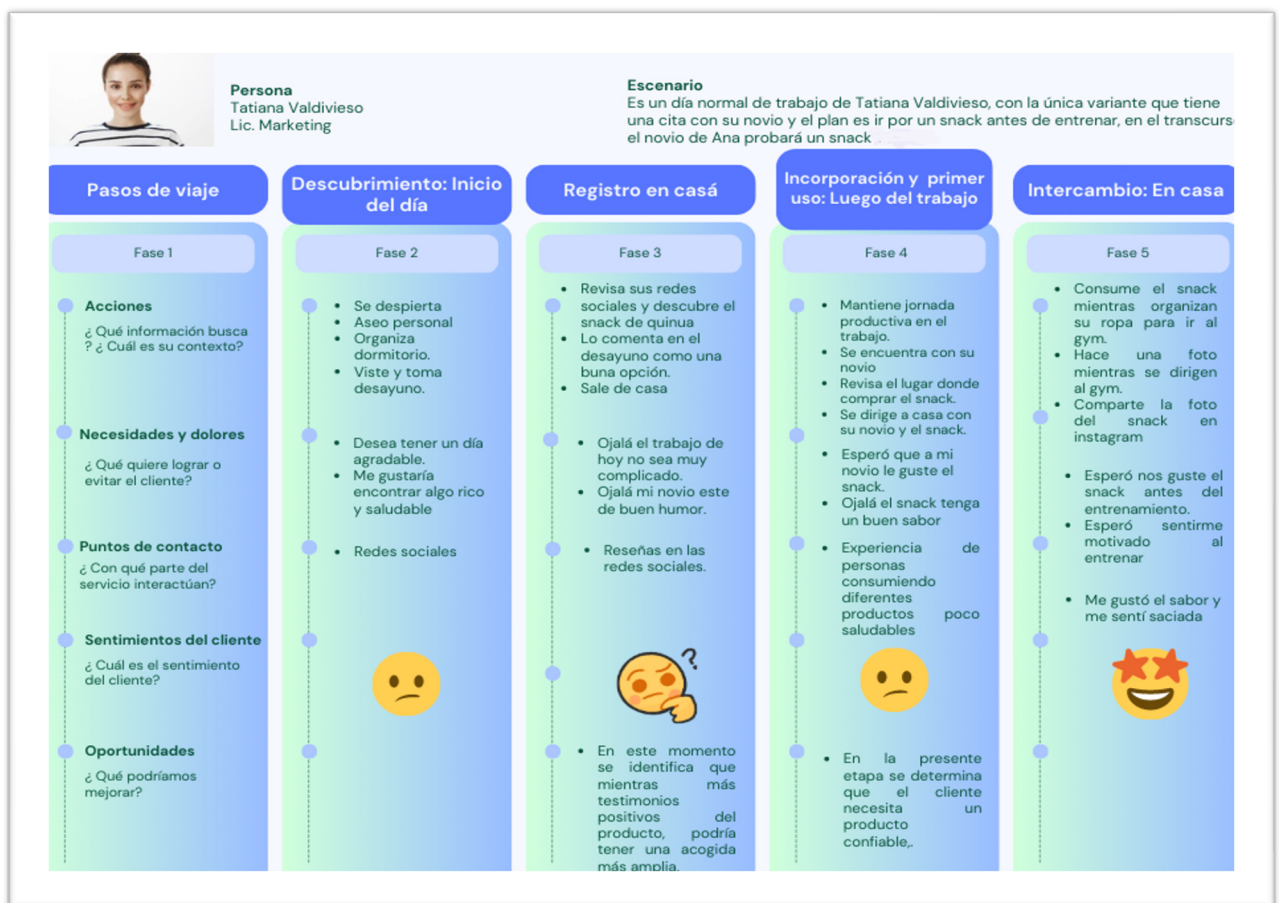 Persona
Tatiana Valdivieso
Lic. Marketing
Escenario
Es un día normal de trabajo de Tatiana Valdivieso, con la única variante que tiene
una cita con su novio y el plan es ir por un snack antes de entrenar, en el transcurs
el novio de Ana probará un snack
Pasos de viaje
Fase 1
Acciones
¿ Qué información busca
? ¿ Cuál es su contexto?
Necesidades y dolores
¿ Qué quiere lograr o
evitar el cliente?
Puntos de contacto
¿ Con qué parte del
servicio interactúan?
Sentimientos del cliente
¿ Cuál es el sentimiento
del cliente?
Oportunidades
¿ Qué podríamos
mejorar?
Descubrimiento: Inicio
del día
Fase 2
• Se despierta
• Aseo personal
• Organiza
dormitorio.
• Viste y toma
desayuno.
• Desea tener un día
agradable.
• Me gustaría
encontrar algo rico
y saludable
• Redes sociales
Registro en casá
Fase 3
• Revisa sus redes
sociales y descubre el
snack de quinua
• Lo comenta en el
desayuno como una
buna opción.
• Sale de casa
• Ojalá el trabajo de
hoy no sea muy
complicado.
• Ojalá mi novio este
de buen humor.
• Reseñas en las
redes sociales.
?
• En este momento
se identifica que
mientras más
testimonios
positivos del
producto, podría
tener una acogida
más amplia.
Incorporación y primer
uso: Luego del trabajo
Fase 4
• Mantiene jornada
productiva en el
trabajo.
• Se encuentra con su
novio
• Revisa el lugar donde
comprar el snack.
• Se dirige a casa con
su novio y el snack.
• Esperó que a mi
novio le guste el
snack.
• Ojalá el snack tenga
un buen sabor
• Experiencia de
personas
consumiendo
diferentes
productos poco
saludables
• En la presente
etapa se determina
que el cliente
necesita un
producto
confiable,.
Intercambio: En casa
Fase 5
• Consume el snack
mientras organizan
su ropa para ir al
gym.
• Hace una foto
mientras se dirigen
al gym.
• Comparte la foto
del snack en
instagram
• Esperó nos guste el
snack antes del
entrenamiento.
• Esperó sentirme
motivado al
entrenar
• Me gustó el sabor y
me sentí saciada